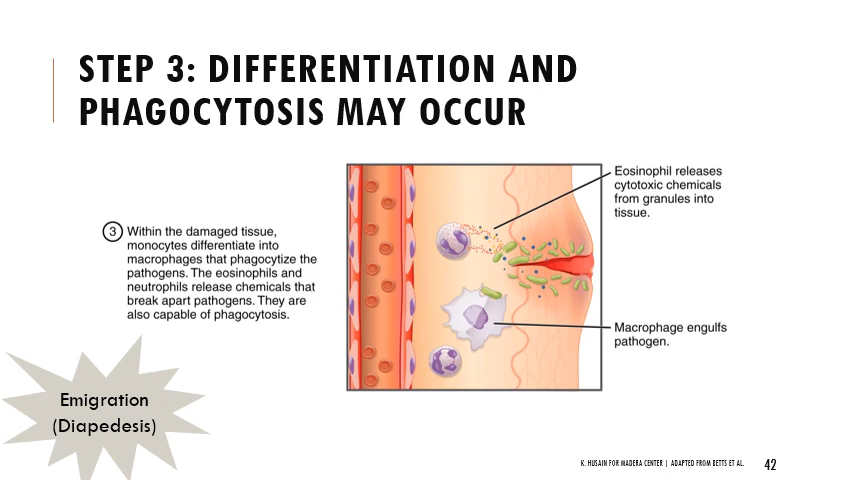 STEP 3: DIFFERENTIATION AND
PHAGOCYTOSIS MAY OCCUR
3 Within the damaged tissue,
monocytes differentiate into
macrophages that phagocytize the
pathogens. The eosinophils and
neutrophils release chemicals that
break apart pathogens. They are
also capable of phagocytosis.
Eosinophil releases
cytotoxic chemicals
from granules into
tissue.
Macrophage engulfs
pathogen.
Emigration
(Diapedesis)
K. HUSAIN FOR MADERA CENTER | ADAPTED FROM BETTS ET AL.
42